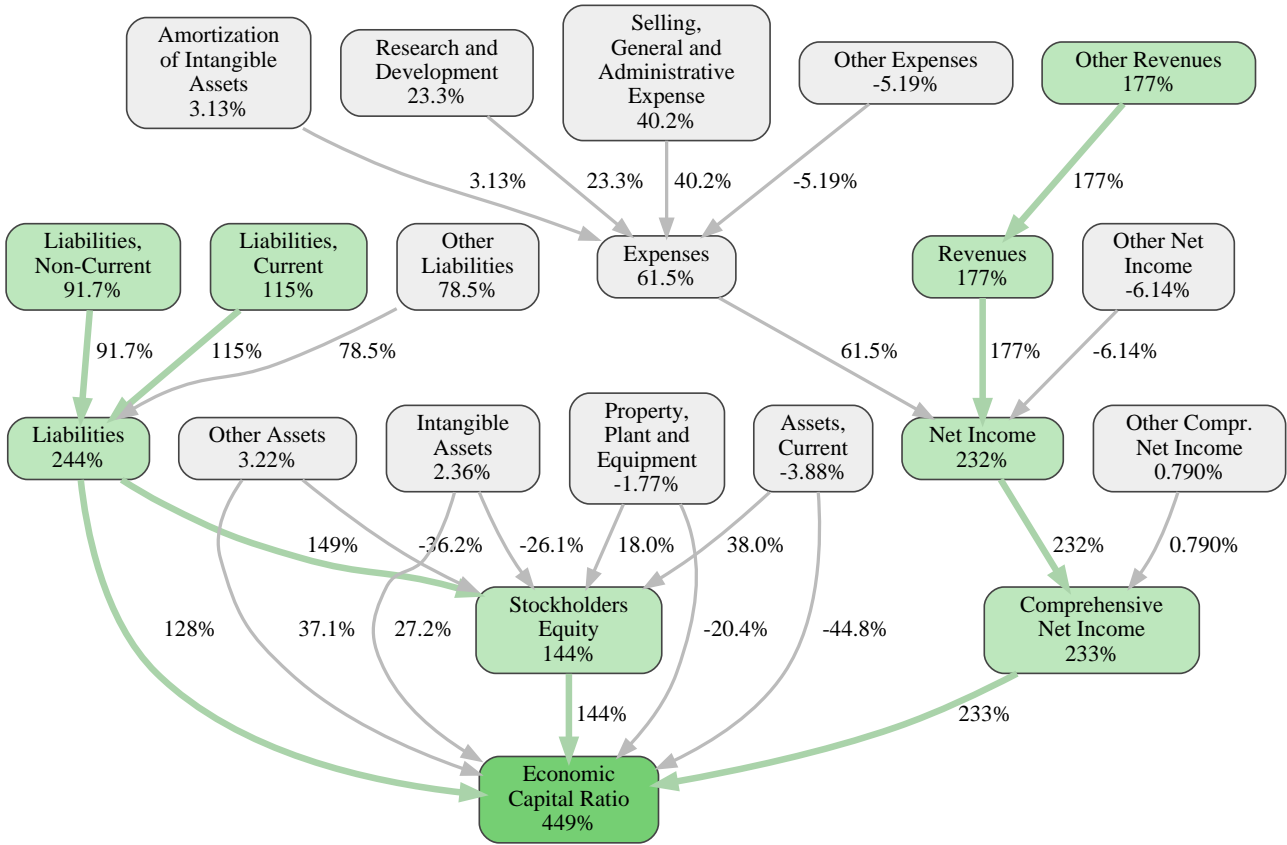 Amortization
of Intangible
Assets
3.13%
Research and
Development
23.3%
Selling,
General and
Administrative
Expense
40.2%
Other Expenses
-5.19%
Other Revenues
177%
3.13%
23.3%
40.2%
-5.19%
177%
Liabilities,
Non-Current
91.7%
Liabilities,
Current
115%
Other
Liabilities
78.5%
Expenses
61.5%
Revenues
177%
Other Net
Income
-6.14%
91.7%
115%
78.5%
61.5%
177%
-6.14%
Liabilities
244%
Other Assets
3.22%
Intangible
Assets
2.36%
Property,
Plant and
Equipment
-1.77%
Assets,
Current
-3.88%
Net Income
232%
Other Compr.
Net Income
0.790%
149%
-36.2%
-26.1%
18.0%
38.0%
232%
0.790%
128%
37.1%
27.2%
Stockholders
Equity
144%
-20.4%
-44.8%
Comprehensive
Net Income
233%
144%
233%
Economic
Capital Ratio
449%